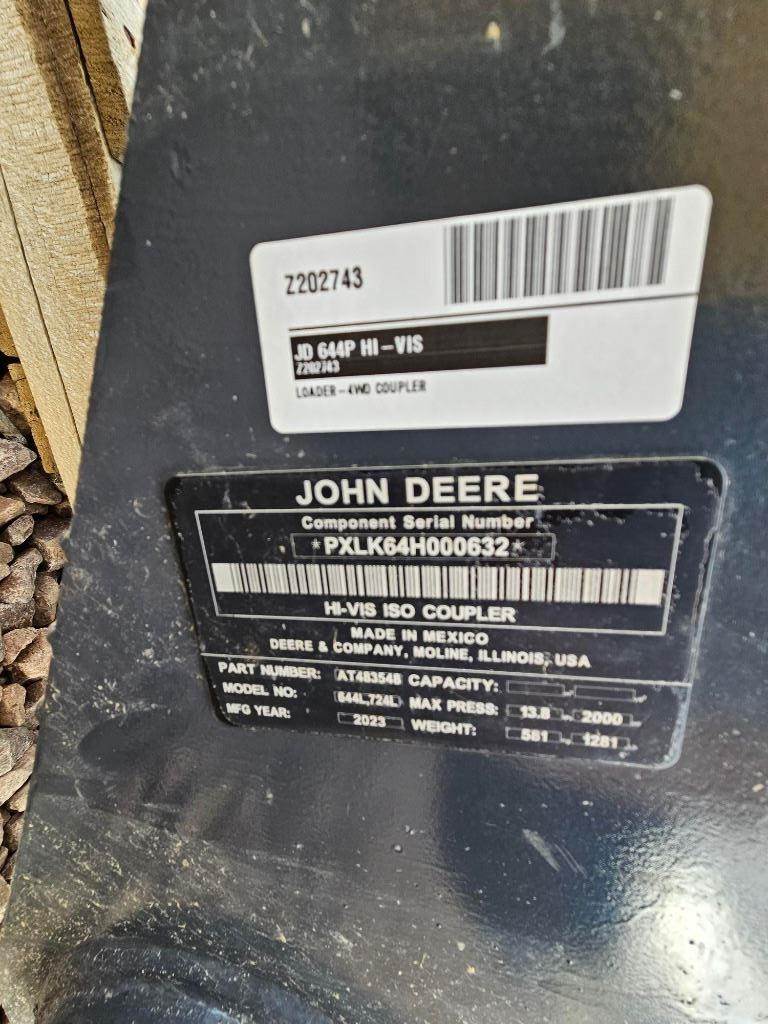 Z202743
JD 644P HI-VIS
Z202743
LOADER-4WD COUPLER
JOHN DEERE
Component Serial Number
*PXLK64H000632*
HI-VIS ISO COUPLER
MADE IN MEXICO
DEERE & COMPANY, MOLINE, ILLINOIS, USA
PART NUMBER: AT483548 CAPACITY:
MODEL NO: 644L,724L MAX PRESS: 13.8 2000
MFG YEAR: 2023 WEIGHT: 581 1281